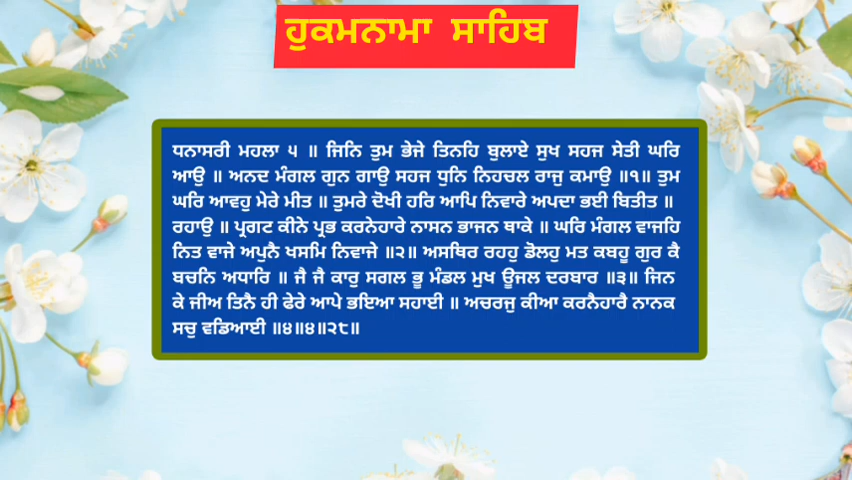 ਹੁਕਮਨਾਮਾ ਸਾਹਿਬ
ਧਨਾਸਰੀ ਮਹਲਾ ੫ ॥ ਜਿਨਿ ਤੁਮ ਭੇਜੇ ਤਿਨਹਿ ਬੁਲਾਏ ਸੁਖ ਸਹਜ ਸੇਤੀ ਘਰਿ
ਆਉ ॥ ਅਨਦ ਮੰਗਲ ਗੁਨ ਗਾਉ ਸਹਜ ਧੁਨਿ ਨਿਹਚਲ ਰਾਜੁ ਕਮਾਉ ॥੧॥ ਤੁਮ
ਘਰਿ ਆਵਹੁ ਮੇਰੇ ਮੀਤ ॥ ਤੁਮਰੇ ਦੋਖੀ ਹਰਿ ਆਪਿ ਨਿਵਾਰੇ ਅਪਦਾ ਭਈ ਬਿਤੀਤ ॥
ਰਹਾਉ ॥ ਪ੍ਰਗਟ ਕੀਨੇ ਪ੍ਰਭ ਕਰਨੇਹਾਰੇ ਨਾਸਨ ਭਾਜਨ ਥਾਕੇ ॥ ਘਰਿ ਮੰਗਲ ਵਾਜਹਿ
ਨਿਤ ਵਾਜੇ ਅਪੁਨੈ ਖਸਮਿ ਨਿਵਾਜੇ ॥੨॥ ਅਸਥਿਰ ਰਹਹੁ ਡੋਲਹੁ ਮਤ ਕਬਹੂ ਗੁਰ ਕੈ
ਬਚਨਿ ਅਧਾਰਿ ॥ ਜੈ ਜੈ ਕਾਰੁ ਸਗਲ ਭੂ ਮੰਡਲ ਮੁਖ ਊਜਲ ਦਰਬਾਰ ॥੩॥ ਜਿਨ
ਕੇ ਜੀਅ ਤਿਨੈ ਹੀ ਫੇਰੇ ਆਪੇ ਭਇਆ ਸਹਾਈ ॥ ਅਚਰਜੁ ਕੀਆ ਕਰਨੈਹਾਰੈ ਨਾਨਕ
ਸਚੁ ਵਡਿਆਈ ॥੪॥੪॥੨੮॥